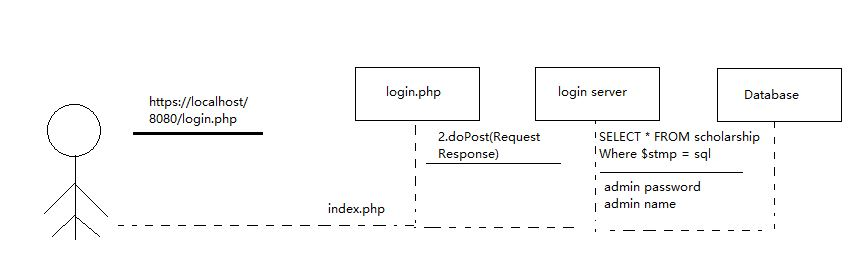 https://localhost/
8080/login.php
login.php
login server
Database
2.doPost(Request
Response)
SELECT * FROM scholarship
Where $stmp = sql
admin password
admin name
index.php